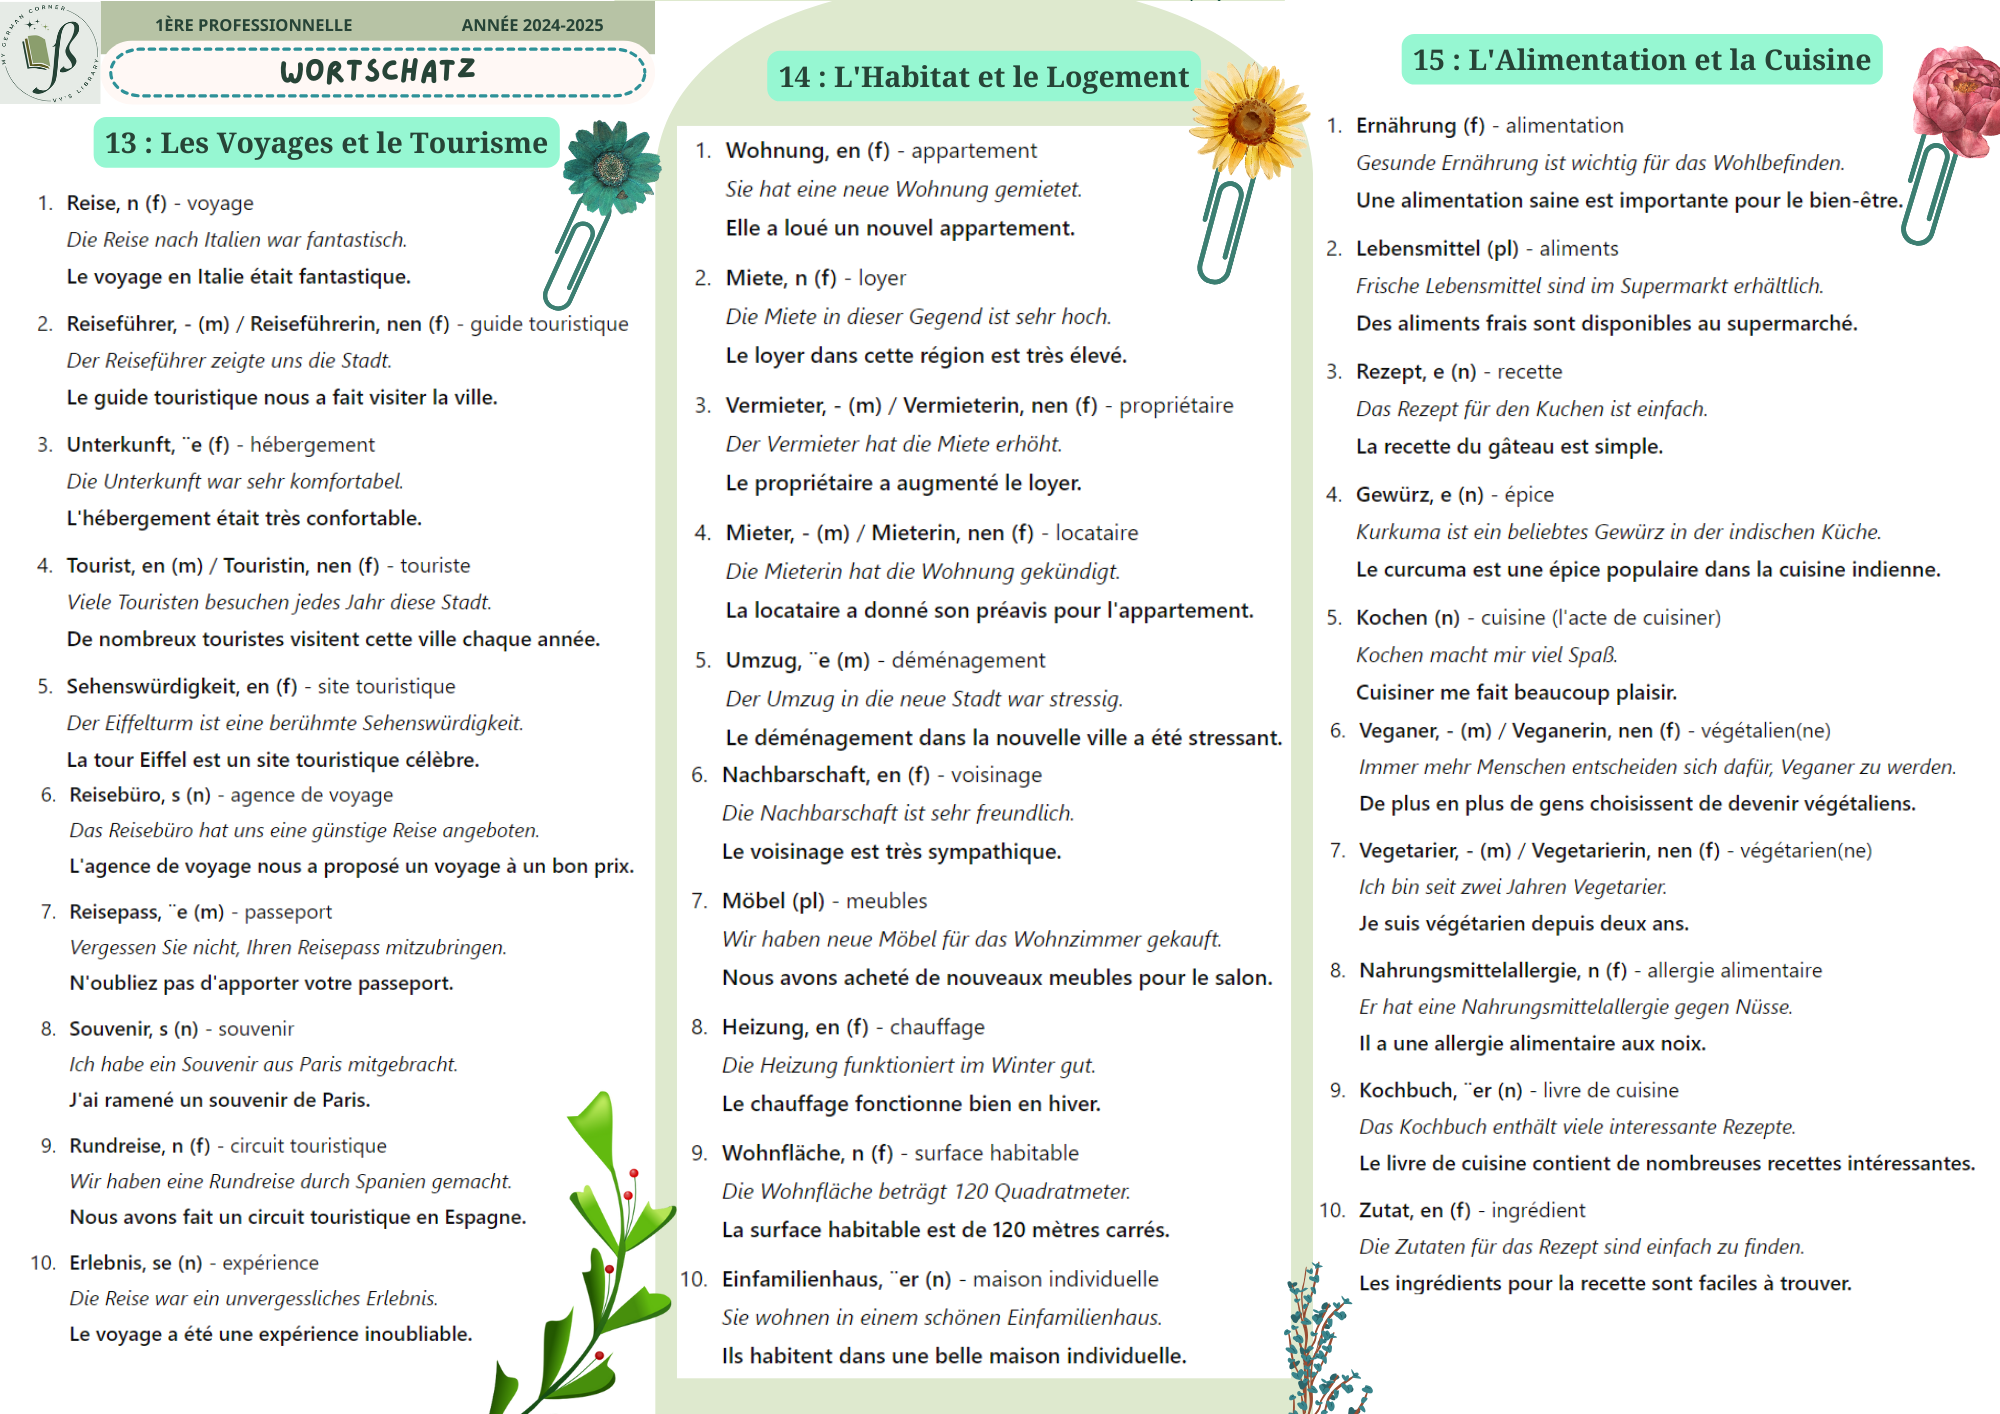 MY GERMAN CORNER
VY'S LIBRARY
1ÈRE PROFESSIONNELLE ANNÉE 2024-2025
WORTSCHATZ
13 : Les Voyages et le Tourisme
1. Reise, n (f) - voyage
Die Reise nach Italien war fantastisch.
Le voyage en Italie était fantastique.
2. Reiseführer, - (m) / Reiseführerin, nen (f) - guide touristique
Der Reiseführer zeigte uns die Stadt.
Le guide touristique nous a fait visiter la ville.
3. Unterkunft, ¨e (f) - hébergement
Die Unterkunft war sehr komfortabel.
L'hébergement était très confortable.
4. Tourist, en (m) / Touristin, nen (f) - touriste
Viele Touristen besuchen jedes Jahr diese Stadt.
De nombreux touristes visitent cette ville chaque année.
5. Sehenswürdigkeit, en (f) - site touristique
Der Eiffelturm ist eine berühmte Sehenswürdigkeit.
La tour Eiffel est un site touristique célèbre.
6. Reisebüro, s (n) - agence de voyage
Das Reisebüro hat uns eine günstige Reise angeboten.
L'agence de voyage nous a proposé un voyage à un bon prix.
7. Reisepass, ¨e (m) - passeport
Vergessen Sie nicht, Ihren Reisepass mitzubringen.
N'oubliez pas d'apporter votre passeport.
8. Souvenir, s (n) - souvenir
Ich habe ein Souvenir aus Paris mitgebracht.
J'ai ramené un souvenir de Paris.
9. Rundreise, n (f) - circuit touristique
Wir haben eine Rundreise durch Spanien gemacht.
Nous avons fait un circuit touristique en Espagne.
10. Erlebnis, se (n) - expérience
Die Reise war ein unvergessliches Erlebnis.
Le voyage a été une expérience inoubliable.
14 : L'Habitat et le Logement
1. Wohnung, en (f) - appartement
Sie hat eine neue Wohnung gemietet.
Elle a loué un nouvel appartement.
2. Miete, n (f) - loyer
Die Miete in dieser Gegend ist sehr hoch.
Le loyer dans cette région est très élevé.
3. Vermieter, - (m) / Vermieterin, nen (f) - propriétaire
Der Vermieter hat die Miete erhöht.
Le propriétaire a augmenté le loyer.
4. Mieter, - (m) / Mieterin, nen (f) - locataire
Die Mieterin hat die Wohnung gekündigt.
La locataire a donné son préavis pour l'appartement.
5. Umzug, ¨e (m) - déménagement
Der Umzug in die neue Stadt war stressig.
Le déménagement dans la nouvelle ville a été stressant.
6. Nachbarschaft, en (f) - voisinage
Die Nachbarschaft ist sehr freundlich.
Le voisinage est très sympathique.
7. Möbel (pl) - meubles
Wir haben neue Möbel für das Wohnzimmer gekauft.
Nous avons acheté de nouveaux meubles pour le salon.
8. Heizung, en (f) - chauffage
Die Heizung funktioniert im Winter gut.
Le chauffage fonctionne bien en hiver.
9. Wohnfläche, n (f) - surface habitable
Die Wohnfläche beträgt 120 Quadratmeter.
La surface habitable est de 120 mètres carrés.
10. Einfamilienhaus, ¨er (n) - maison individuelle
Sie wohnen in einem schönen Einfamilienhaus.
Ils habitent dans une belle maison individuelle.
15 : L'Alimentation et la Cuisine
1. Ernährung (f) - alimentation
Gesunde Ernährung ist wichtig für das Wohlbefinden.
Une alimentation saine est importante pour le bien-être.
2. Lebensmittel (pl) - aliments
Frische Lebensmittel sind im Supermarkt erhältlich.
Des aliments frais sont disponibles au supermarché.
3. Rezept, e (n) - recette
Das Rezept für den Kuchen ist einfach.
La recette du gâteau est simple.
4. Gewürz, e (n) - épice
Kurkuma ist ein beliebtes Gewürz in der indischen Küche.
Le curcuma est une épice populaire dans la cuisine indienne.
5. Kochen (n) - cuisine (l'acte de cuisiner)
Kochen macht mir viel Spaß.
Cuisiner me fait beaucoup plaisir.
6. Veganer, - (m) / Veganerin, nen (f) - végétalien(ne)
Immer mehr Menschen entscheiden sich dafür, Veganer zu werden.
De plus en plus de gens choisissent de devenir végétaliens.
7. Vegetarier, - (m) / Vegetarierin, nen (f) - végétarien(ne)
Ich bin seit zwei Jahren Vegetarier.
Je suis végétarien depuis deux ans.
8. Nahrungsmittelallergie, n (f) - allergie alimentaire
Er hat eine Nahrungsmittelallergie gegen Nüsse.
Il a une allergie alimentaire aux noix.
9. Kochbuch, ¨er (n) - livre de cuisine
Das Kochbuch enthält viele interessante Rezepte.
Le livre de cuisine contient de nombreuses recettes intéressantes.
10. Zutat, en (f) - ingrédient
Die Zutaten für das Rezept sind einfach zu finden.
Les ingrédients pour la recette sont faciles à trouver.